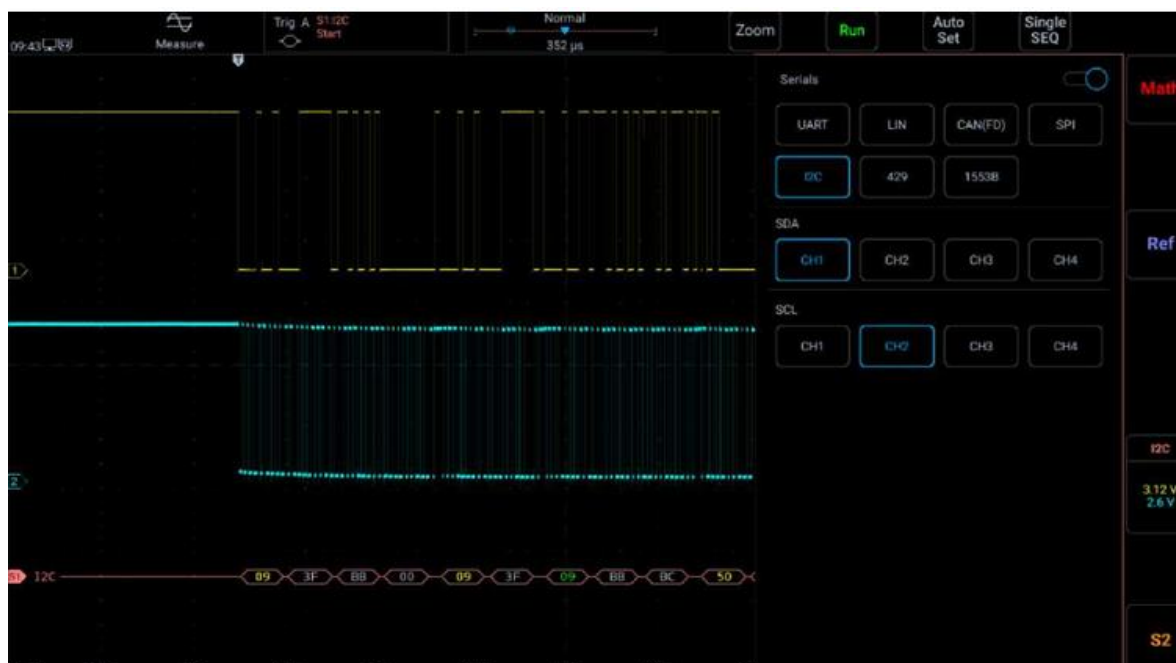 09:43
Measure
Trig A S1:I2C
Start
Normal
352 µs
Zoom
Run
Auto
Set
Single
SEQ
T
Serials
Math
UART LIN CAN(FD) SPI
I2C 429 1553B
SDA
Ref
CH1 CH2 CH3 CH4
1
SCL
CH1 CH2 CH3 CH4
I2C
2
3.12 V
2.6 V
S1 I2C 09 3F BB 00 09 3F 09 BB BC 50
S2